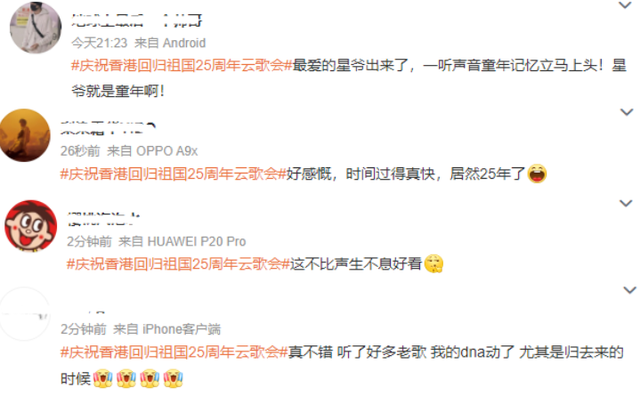 今天21:23 来自 Android
#庆祝香港回归祖国25周年云歌会#最爱的星爷出来了，一听声音童年记忆立马上头！星
爷就是童年啊！
26秒前 来自 OPPO A9x
#庆祝香港回归祖国25周年云歌会#好感慨，时间过得真快，居然25年了
2分钟前 来自 HUAWEI P20 Pro
#庆祝香港回归祖国25周年云歌会#这不比声生不息好看
2分钟前 来自 iPhone客户端
#庆祝香港回归祖国25周年云歌会#真不错 听了好多老歌 我的dna动了 尤其是归去来的
时候